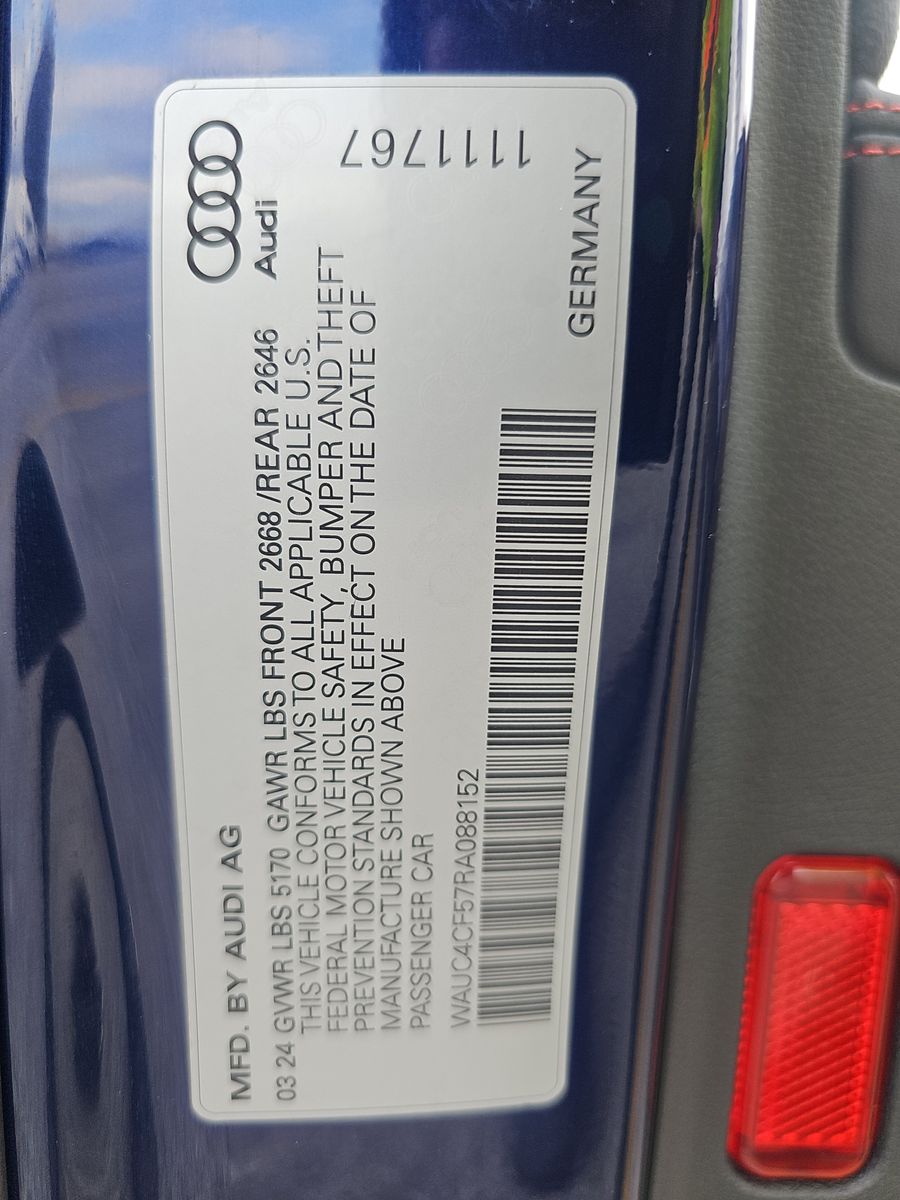 MFD. BY AUDI AG
03 24 GVWR LBS 5170 GAWR LBS FRONT 2668 /REAR 2646
THIS VEHICLE CONFORMS TO ALL APPLICABLE U.S.
FEDERAL MOTOR VEHICLE SAFETY, BUMPER AND THEFT
PREVENTION STANDARDS IN EFFECT ON THE DATE OF
MANUFACTURE SHOWN ABOVE
PASSENGER CAR
WAUC4CF57RA088152
Audi
1111767
GERMANY